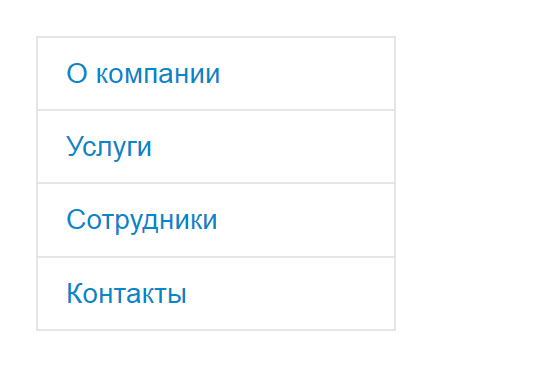 О компании
Услуги
Сотрудники
Контакты